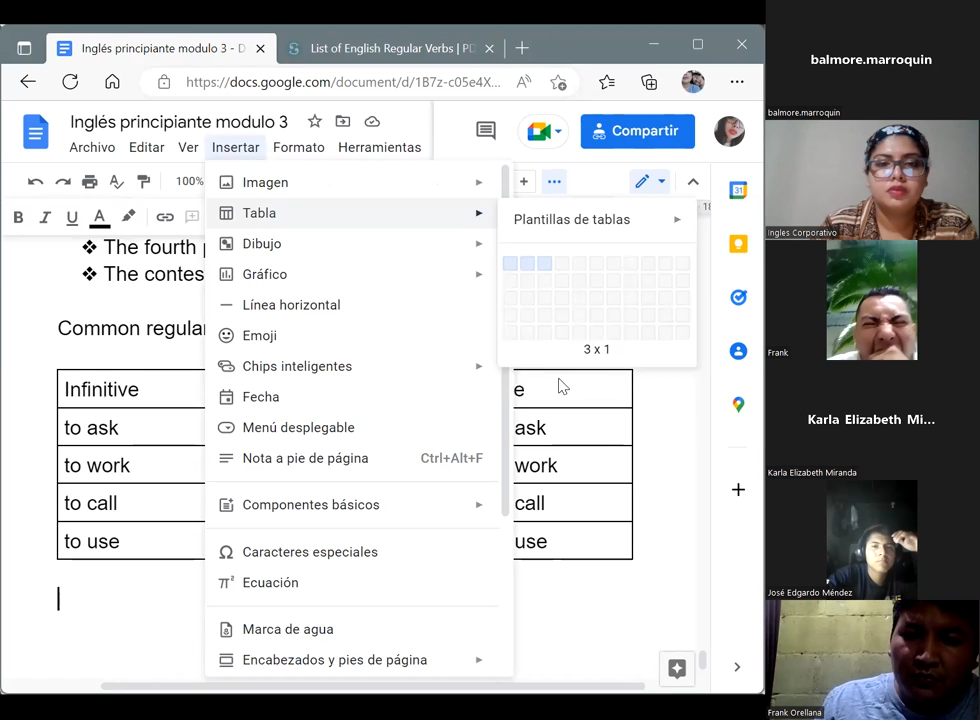 Inglés principiante modulo 3 - D
List of English Regular Verbs | PD
https://docs.google.com/document/d/1B7z-c05e4X...
Inglés principiante modulo 3
Archivo Editar Ver Insertar Formato Herramientas
Compartir
100%
18
B I U A
Imagen
Tabla
Dibujo
Gráfico
Línea horizontal
Emoji
Chips inteligentes
Fecha
Menú desplegable
Nota a pie de página Ctrl+Alt+F
Componentes básicos
Caracteres especiales
Ecuación
Marca de agua
Encabezados y pies de página
Plantillas de tablas
3 x 1
❖ The fourth p
❖ The contes
Common regular
Infinitive e
to ask ask
to work work
to call call
to use use
31
balmore.marroquin
balmore.marroquin
Ingles Corporativo
Frank
Karla Elizabeth Mi...
Karla Elizabeth Miranda
José Edgardo Méndez
Frank Orellana